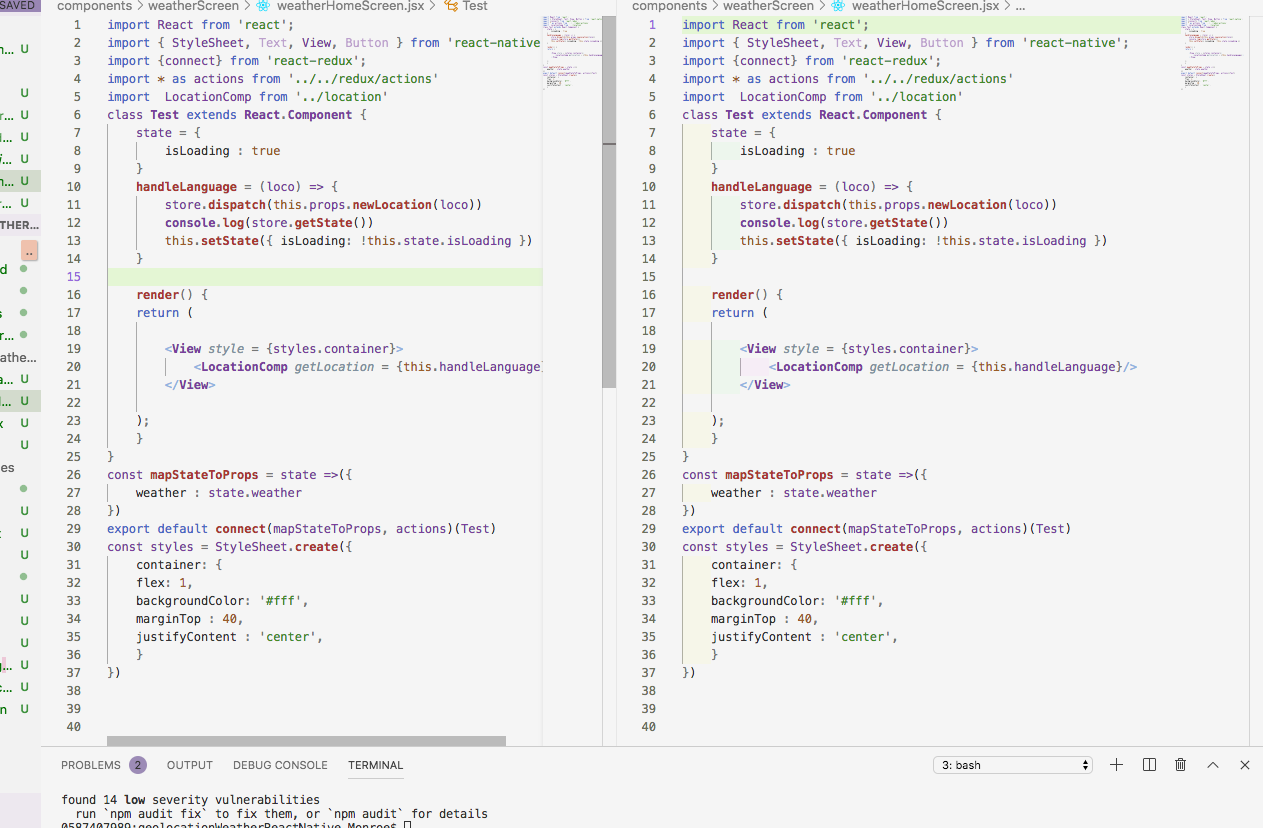 SAVED
components > weatherScreen > weatherHomeScreen.jsx > Test
1 import React from 'react';
2 import { StyleSheet, Text, View, Button } from 'react-native
3 import {connect} from 'react-redux';
4 import * as actions from '../../redux/actions'
5 import  LocationComp from '../location'
6 class Test extends React.Component {
7 state = {
8 isLoading : true
9 }
10 handleLanguage = (loco) => {
11 store.dispatch(this.props.newLocation(loco))
12 console.log(store.getState())
13 this.setState({ isLoading: !this.state.isLoading })
14 }
15
16 render() {
17 return (
18
19 <View style = {styles.container}>
20 <LocationComp getLocation = {this.handleLanguage}
21 </View>
22
23 );
24 }
25 }
26 const mapStateToProps = state =>({
27 weather : state.weather
28 })
29 export default connect(mapStateToProps, actions)(Test)
30 const styles = StyleSheet.create({
31 container: {
32 flex: 1,
33 backgroundColor: '#fff',
34 marginTop : 40,
35 justifyContent : 'center',
36 }
37 })
38
39
40
components > weatherScreen > weatherHomeScreen.jsx > ...
1 import React from 'react';
2 import { StyleSheet, Text, View, Button } from 'react-native';
3 import {connect} from 'react-redux';
4 import * as actions from '../../redux/actions'
5 import  LocationComp from '../location'
6 class Test extends React.Component {
7 state = {
8 isLoading : true
9 }
10 handleLanguage = (loco) => {
11 store.dispatch(this.props.newLocation(loco))
12 console.log(store.getState())
13 this.setState({ isLoading: !this.state.isLoading })
14 }
15
16 render() {
17 return (
18
19 <View style = {styles.container}>
20 <LocationComp getLocation = {this.handleLanguage}/>
21 </View>
22
23 );
24 }
25 }
26 const mapStateToProps = state =>({
27 weather : state.weather
28 })
29 export default connect(mapStateToProps, actions)(Test)
30 const styles = StyleSheet.create({
31 container: {
32 flex: 1,
33 backgroundColor: '#fff',
34 marginTop : 40,
35 justifyContent : 'center',
36 }
37 })
38
39
40
PROBLEMS 2 OUTPUT DEBUG CONSOLE TERMINAL
3: bash
found 14 low severity vulnerabilities
run `npm audit fix` to fix them, or `npm audit` for details
0587407989:geolocationWeatherReactNative Monroe$